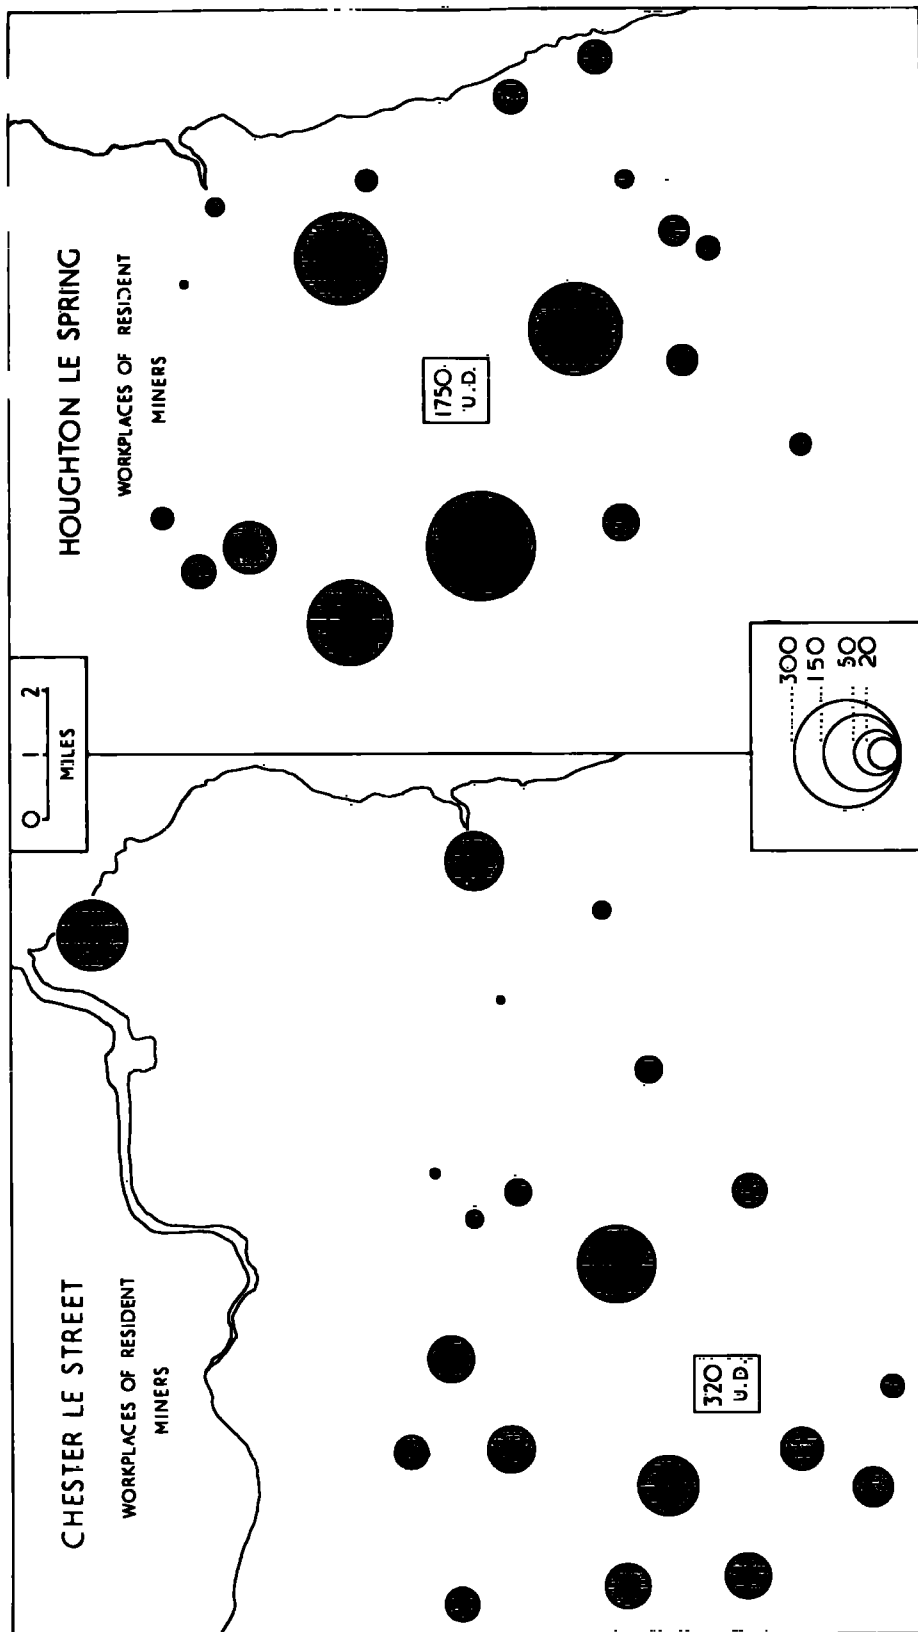 CHESTER LE STREET
WORKPLACES OF RESIDENT
MINERS
320
U.D.
0 1 2
MILES
HOUGHTON LE SPRING
WORKPLACES OF RESIDENT
MINERS
1750
U.D.
300
150
50
20